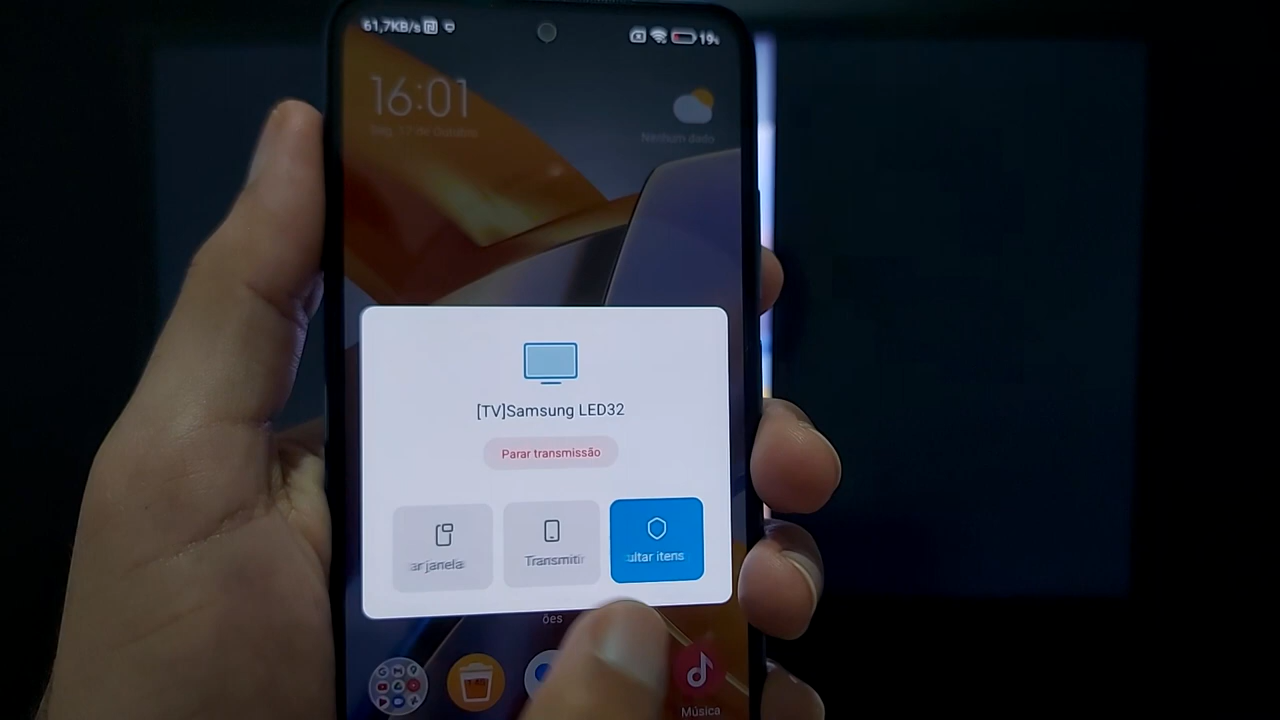 61,7KB/s
19%
16:01
17 de Outubro
Nenhum dado
[TV]Samsung LED32
Parar transmissão
ar janela
Transmitir
ultar itens
ões
Música